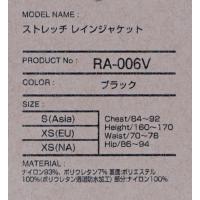 MODEL NAME :
ストレッチ レインジャケット
PRODUCT No : RA-006V
COLOR : ブラック
SIZE :
S(Asia)
XS(EU)
XS(NA)
Chest/84~92
Height/160~170
Waist/70~76
Hip/86~94
MATERIAL :
ナイロン93%、ポリウレタン7% 裏面:ポリエステル
100%(ポリウレタン透湿防水加工) 部分:ナイロン100%